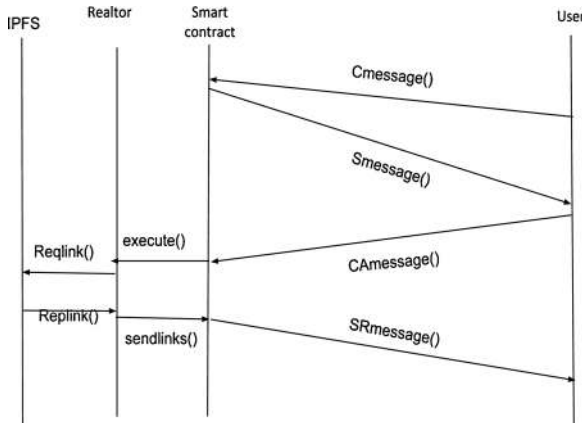 IPFS
Realtor
Smart
contract
User
Cmessage()
Smessage()
execute()
Reqlink()
CAmessage()
Replink()
sendlinks()
SRmessage()